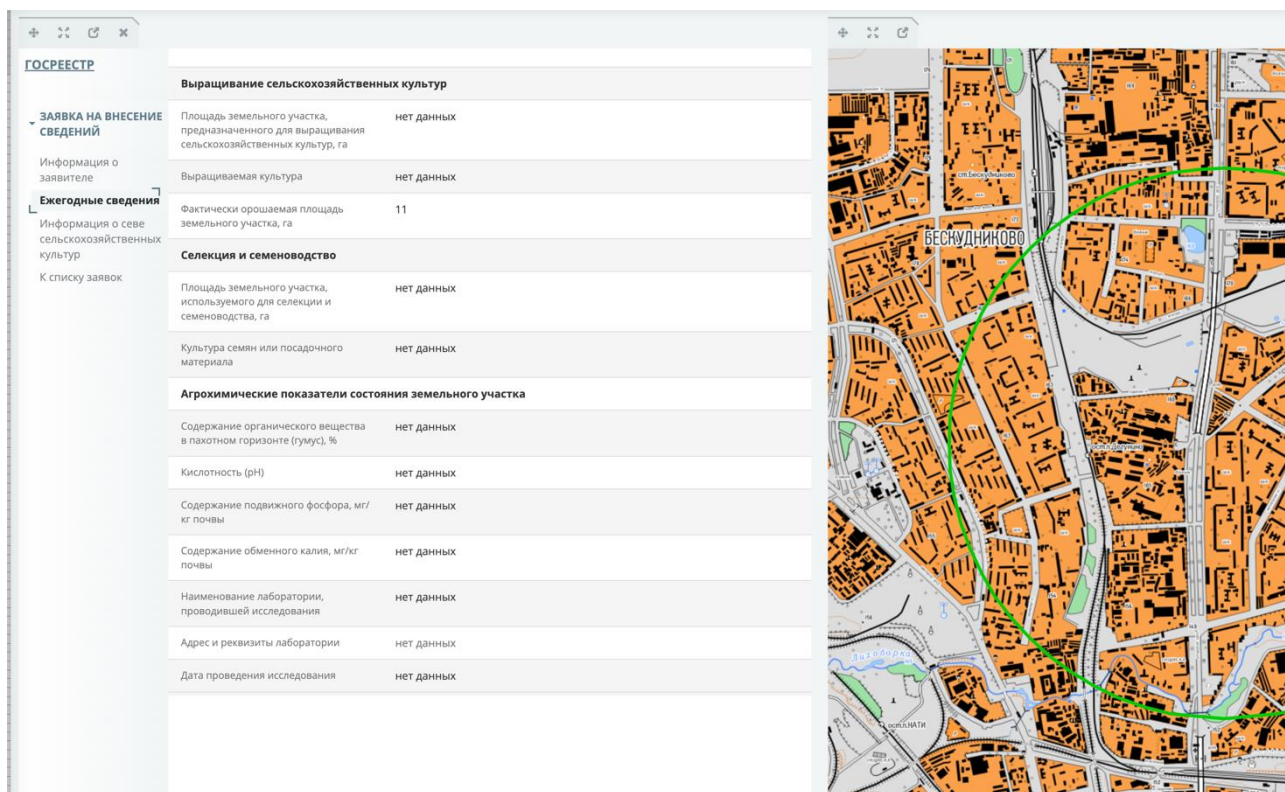 ГОСРЕЕСТР
ЗАЯВКА НА ВНЕСЕНИЕ
СВЕДЕНИЙ
Информация о
заявителе
Ежегодные сведения
Информация о севе
сельскохозяйственных
культур
К списку заявок
Выращивание сельскохозяйственных культур
Площадь земельного участка, нет данных
предназначенного для выращивания
сельскохозяйственных культур, га
Выращиваемая культура нет данных
Фактически орошаемая площадь 11
земельного участка, га
Селекция и семеноводство
Площадь земельного участка, нет данных
используемого для селекции и
семеноводства, га
Культура семян или посадочного нет данных
материала
Агрохимические показатели состояния земельного участка
Содержание органического вещества нет данных
в пахотном горизонте (гумус), %
Кислотность (pH) нет данных
Содержание подвижного фосфора, мг/ нет данных
кг почвы
Содержание обменного калия, мг/кг нет данных
почвы
Наименование лаборатории, нет данных
проводившей исследования
Адрес и реквизиты лаборатории нет данных
Дата проведения исследования нет данных
ст.Бескудниково
БЕСКУДНИКОВО
ост.п.Дегунино
Лихоборка
ост.п.НАТИ